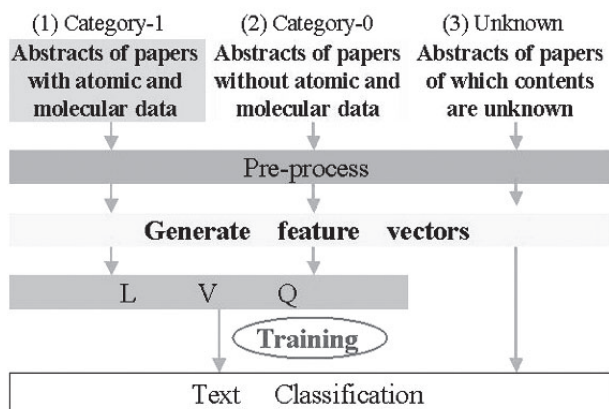 (1) Category-1 (2) Category-0 (3) Unknown
Abstracts of papers with atomic and molecular data
Abstracts of papers without atomic and molecular data
Abstracts of papers of which contents are unknown
Pre-process
Generate feature vectors
L V Q
Training
Text Classification